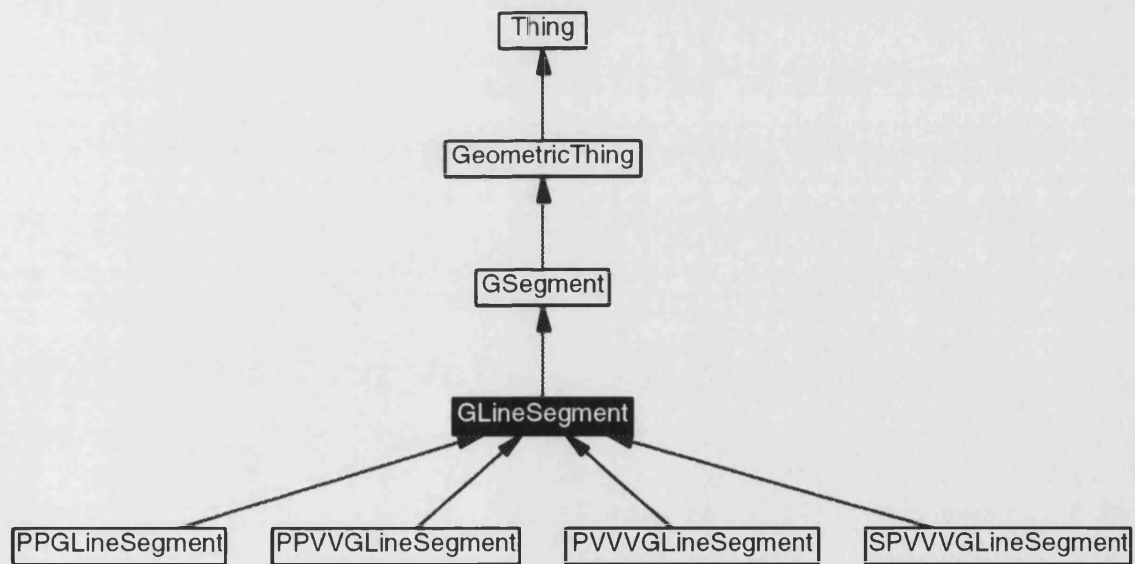 Thing
GeometricThing
GSegment
GLineSegment
PPGLineSegment
PPVVGLineSegment
PVVVGLineSegment
SPVVVGLineSegment